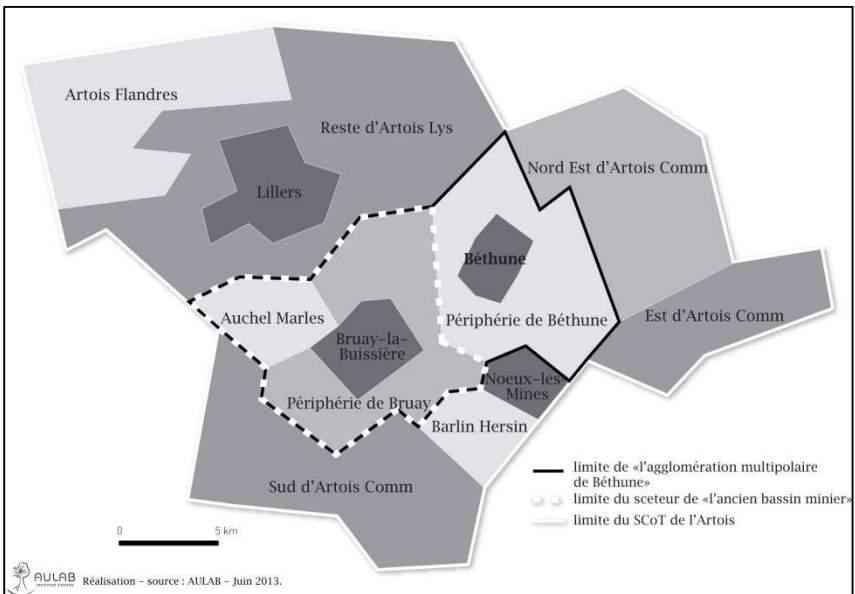 Artois Flandres
Reste d'Artois Lys
Nord Est d'Artois Comm
Lillers
Béthune
Auchel Marles
Périphérie de Béthune
Est d'Artois Comm
Bruay-la-
Buissière
Noeux-les-
Mines
Périphérie de Bruay
Barlin Hersin
Sud d'Artois Comm
limite de «l'agglomération multipolaire
de Béthune»
limite du sceteur de «l'ancien bassin minier»
limite du SCoT de l'Artois
0 5 km
AULAB Réalisation - source : AULAB - Juin 2013.